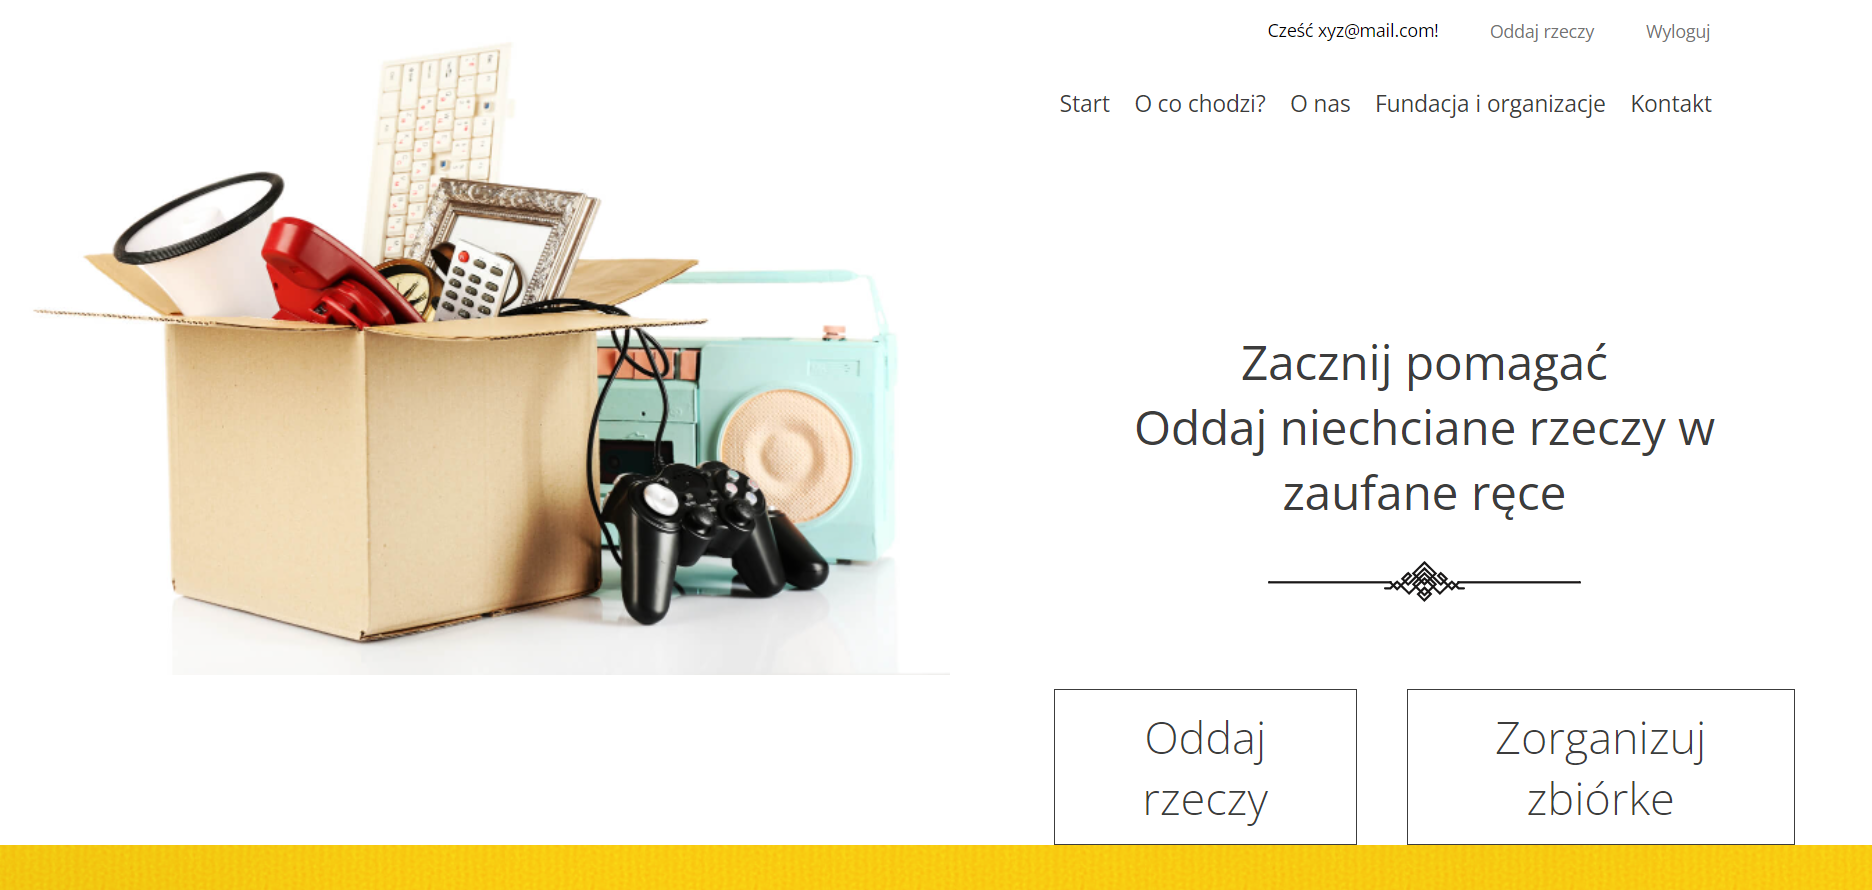 Cześć xyz@mail.com! Oddaj rzeczy Wyloguj
Start O co chodzi? O nas Fundacja i organizacje Kontakt
Zacznij pomagać
Oddaj niechciane rzeczy w
zaufane ręce
Oddaj
rzeczy
Zorganizuj
zbiórke